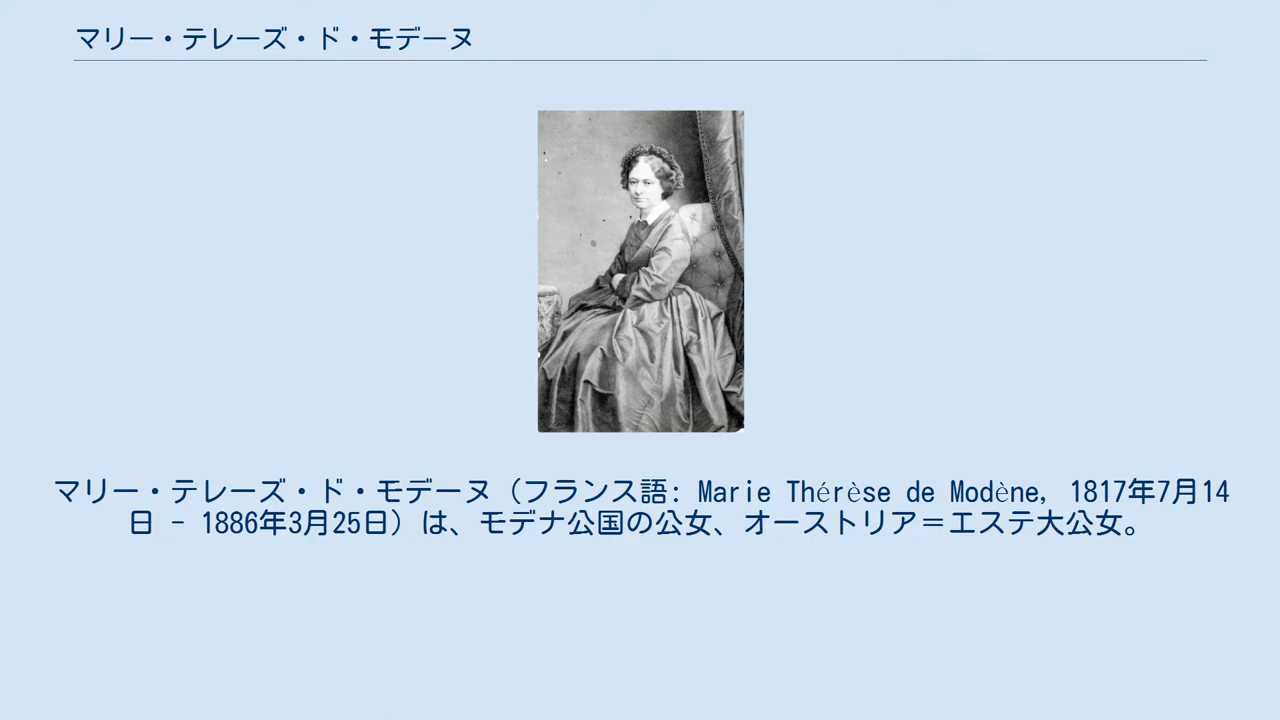 マリー・テレーズ・ド・モデーヌ
マリー・テレーズ・ド・モデーヌ（フランス語: Marie Thérèse de Modène, 1817年7月14
日 - 1886年3月25日）は、モデナ公国の公女、オーストリア＝エステ大公女。